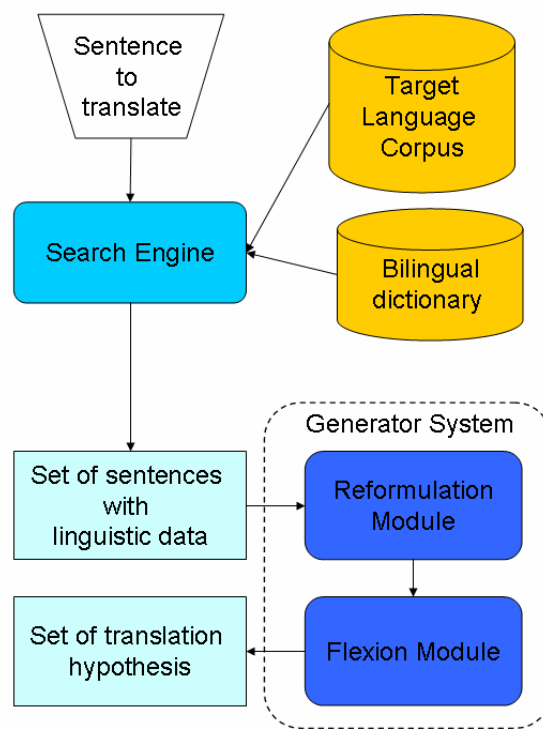 Sentence
to
translate
Target
Language
Corpus
Search Engine
Bilingual
dictionary
Generator System
Set of sentences
with
linguistic data
Reformulation
Module
Set of translation
hypothesis
Flexion Module